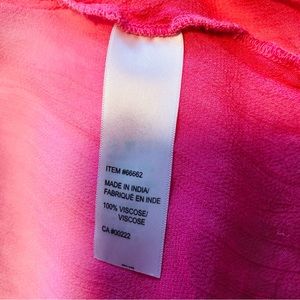 ITEM #66662
MADE IN INDIA/
FABRIQUÉ EN INDE
100% VISCOSE/
VISCOSE
CA #00222